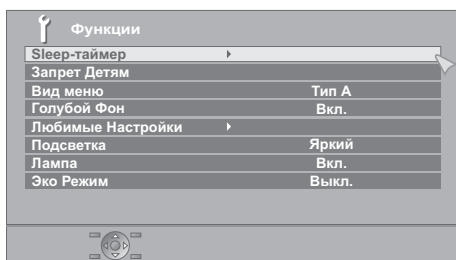 Функции
Sleep-таймер
Запрет Детям
Вид меню Тип А
Голубой Фон Вкл.
Любимые Настройки
Подсветка Яркий
Лампа Вкл.
Эко Режим Выкл.